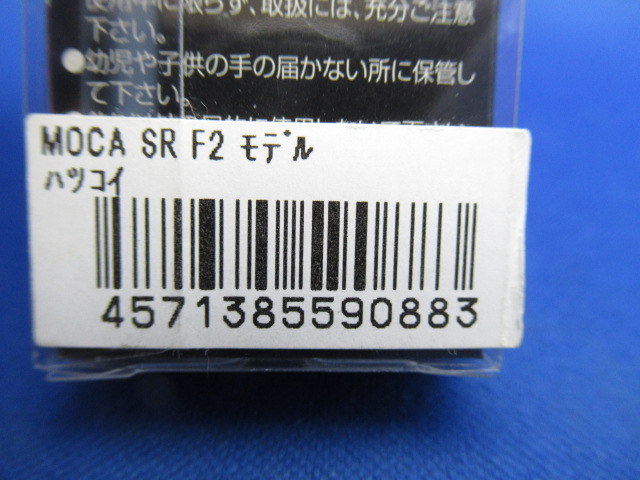 使用中に限らず、取扱には、充分ご注意
下さい。
●幼児や子供の手の届かない所に保管し
て下さい。
MOCA SR F2 ﾓﾃﾞﾙ
ﾊﾂｺｲ
4571385590883